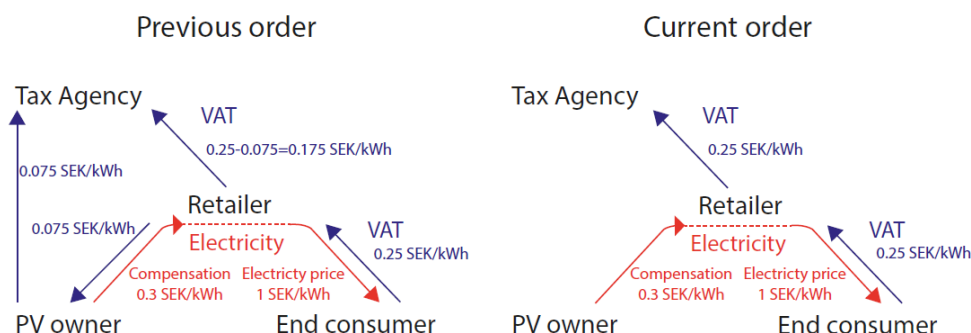 Previous order
Tax Agency
VAT
0.25-0.075=0.175 SEK/kWh
0.075 SEK/kWh
Retailer
0.075 SEK/kWh
Electricity
VAT
0.25 SEK/kWh
Compensation
0.3 SEK/kWh
Electricty price
1 SEK/kWh
PV owner
End consumer
Current order
Tax Agency
VAT
0.25 SEK/kWh
Retailer
Electricity
VAT
0.25 SEK/kWh
Compensation
0.3 SEK/kWh
Electricty price
1 SEK/kWh
PV owner
End consumer